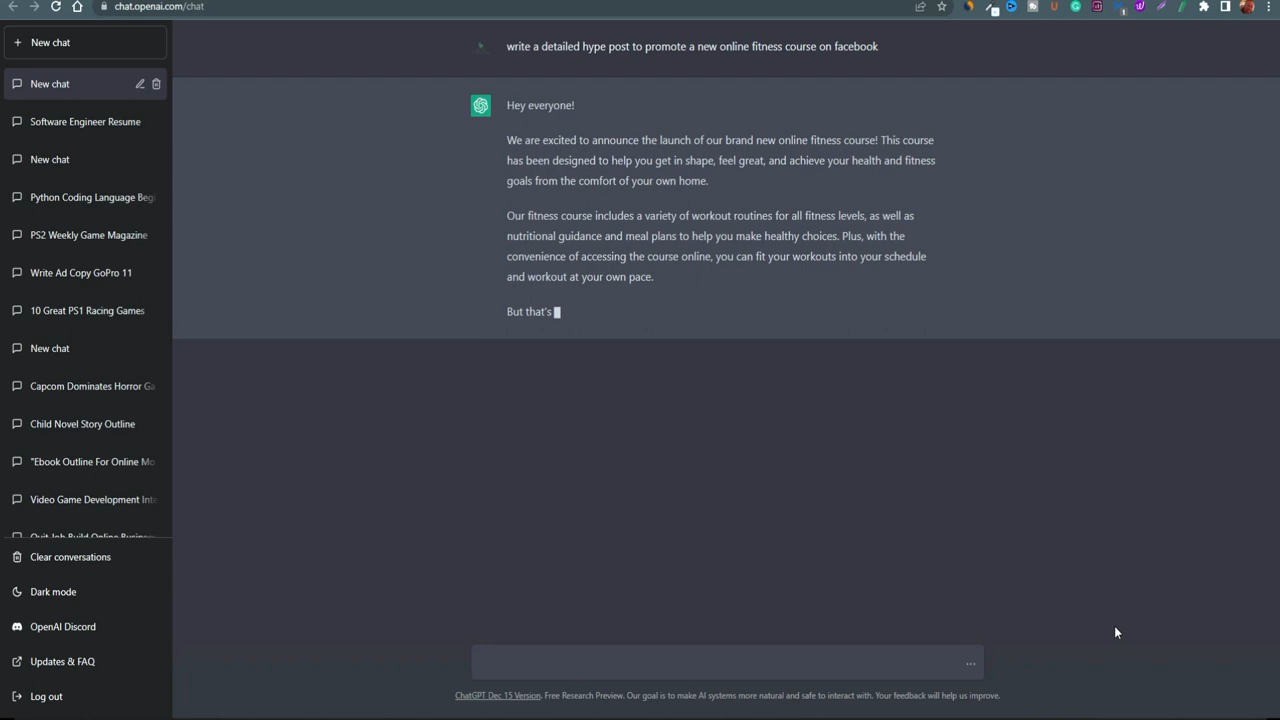 chat.openai.com/chat
New chat
New chat
Software Engineer Resume
New chat
Python Coding Language Begi
PS2 Weekly Game Magazine
Write Ad Copy GoPro 11
10 Great PS1 Racing Games
New chat
Capcom Dominates Horror Ga
Child Novel Story Outline
"Ebook Outline For Online Mo
Video Game Development Inte
Quit Job Build Online Busines
Clear conversations
Dark mode
OpenAI Discord
Updates & FAQ
Log out
write a detailed hype post to promote a new online fitness course on facebook
Hey everyone!
We are excited to announce the launch of our brand new online fitness course! This course
has been designed to help you get in shape, feel great, and achieve your health and fitness
goals from the comfort of your own home.
Our fitness course includes a variety of workout routines for all fitness levels, as well as
nutritional guidance and meal plans to help you make healthy choices. Plus, with the
convenience of accessing the course online, you can fit your workouts into your schedule
and workout at your own pace.
But that's
ChatGPT Dec 15 Version. Free Research Preview. Our goal is to make AI systems more natural and safe to interact with. Your feedback will help us improve.